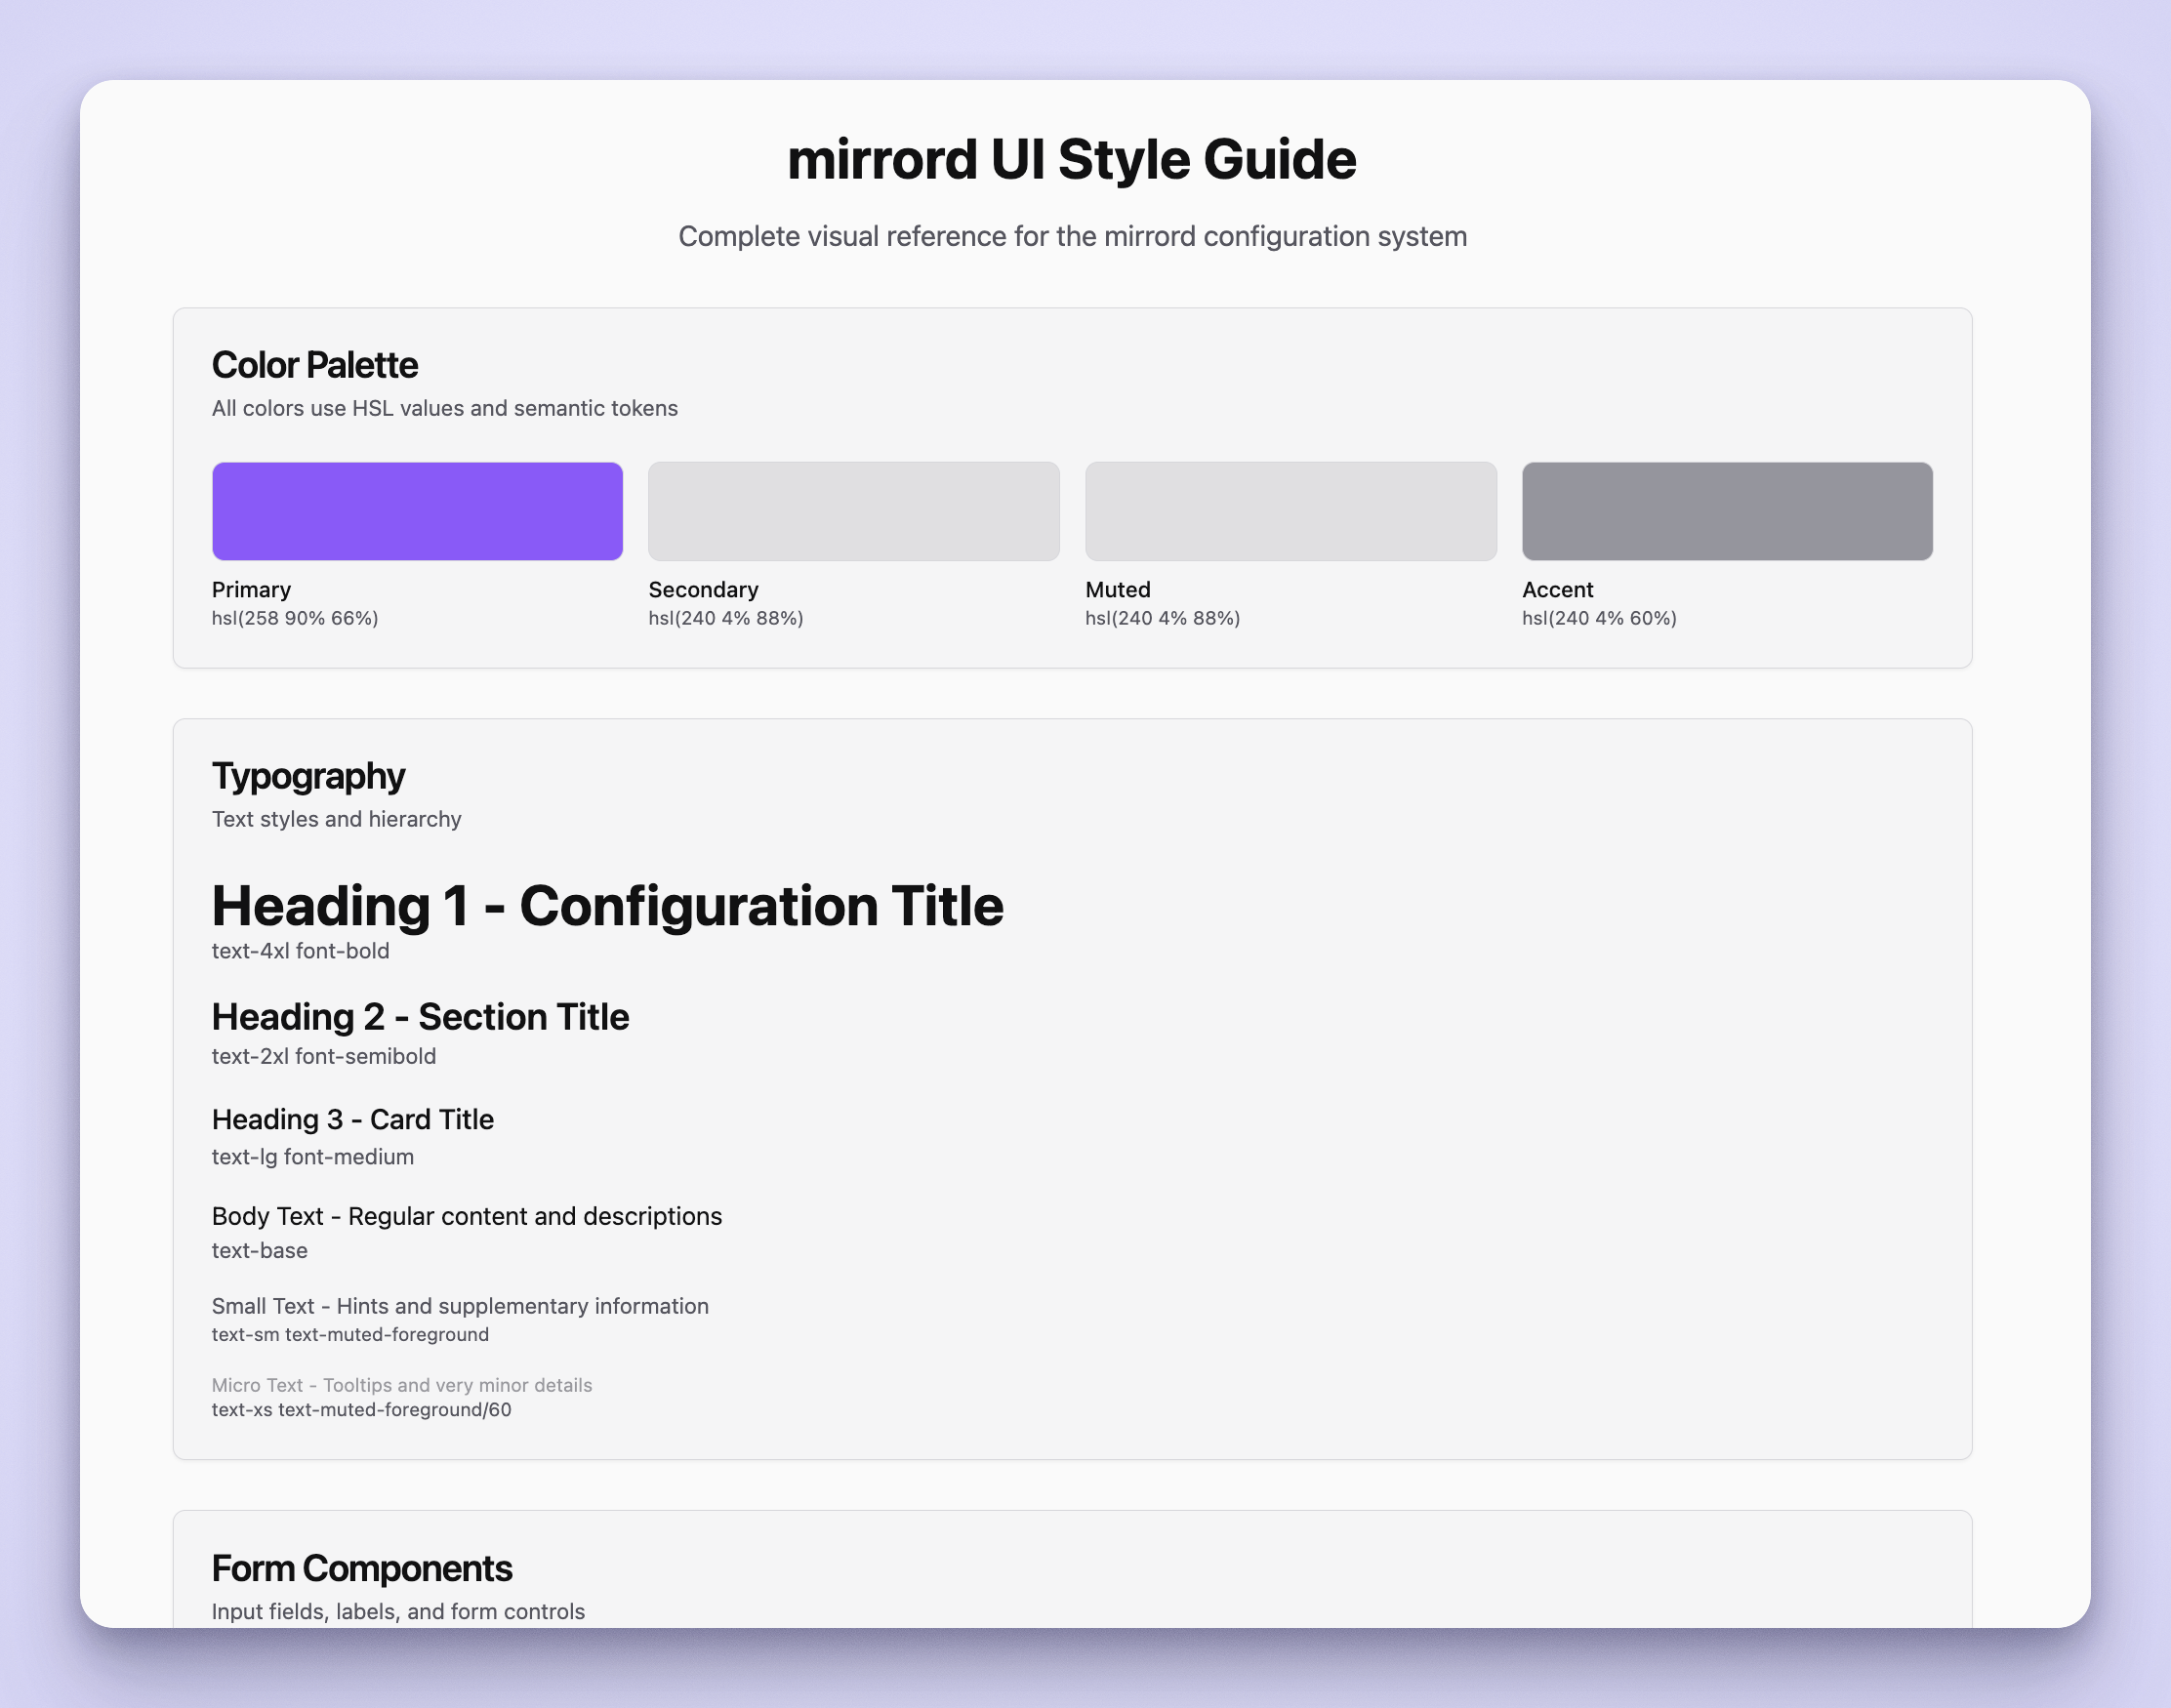 mirrord UI Style Guide
Complete visual reference for the mirrord configuration system
Color Palette
All colors use HSL values and semantic tokens
Primary
hsl(258 90% 66%)
Secondary
hsl(240 4% 88%)
Muted
hsl(240 4% 88%)
Accent
hsl(240 4% 60%)
Typography
Text styles and hierarchy
Heading 1 - Configuration Title
text-4xl font-bold
Heading 2 - Section Title
text-2xl font-semibold
Heading 3 - Card Title
text-lg font-medium
Body Text - Regular content and descriptions
text-base
Small Text - Hints and supplementary information
text-sm text-muted-foreground
Micro Text - Tooltips and very minor details
text-xs text-muted-foreground/60
Form Components
Input fields, labels, and form controls